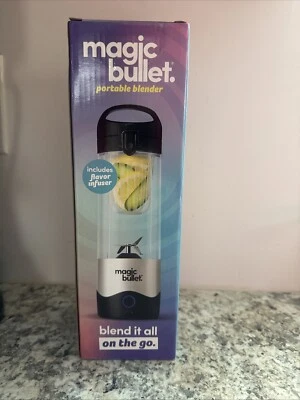 magic
bullet.
portable blender
includes
flavor
infuser
magic
bullet.
blend it all
on the go.